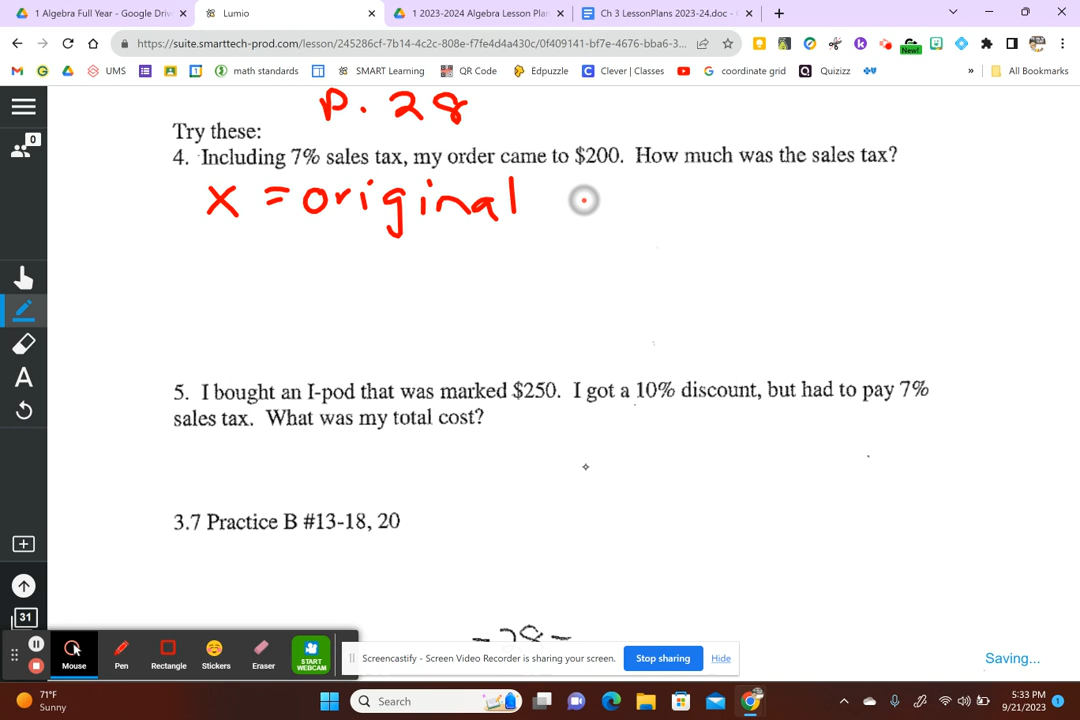 1 Algebra Full Year - Google Driv
Lumio
1 2023-2024 Algebra Lesson Plan
Ch 3 LessonPlans 2023-24.doc -
https://suite.smarttech-prod.com/lesson/245286cf-7b14-4c2c-808e-f7fe4d4a430c/0f409141-bf7e-4676-bba6-3...
New!
UMS
math standards
SMART Learning
QR Code
Edpuzzle
Clever | Classes
coordinate grid
Quizizz
»
All Bookmarks
0
p. 28
Try these:
4. Including 7% sales tax, my order came to $200. How much was the sales tax?
x = original
5. I bought an I-pod that was marked $250. I got a 10% discount, but had to pay 7%
sales tax. What was my total cost?
3.7 Practice B #13-18, 20
-28-
A
31
Mouse
Pen
Rectangle
Stickers
Eraser
START
WEBCAM
Screencastify - Screen Video Recorder is sharing your screen.
Stop sharing
Hide
Saving...
71°F
Sunny
Search
5:33 PM
9/21/2023
1